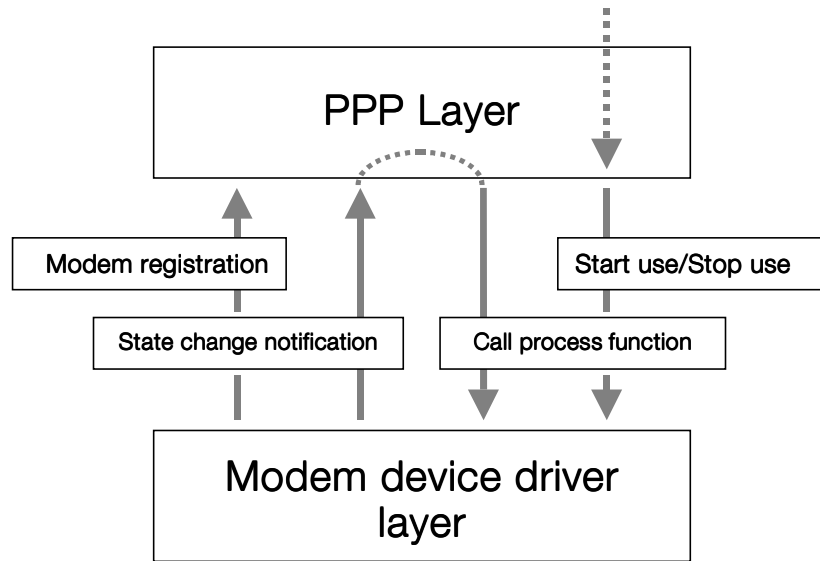 PPP Layer
Modem registration
Start use/Stop use
State change notification
Call process function
Modem device driver
layer